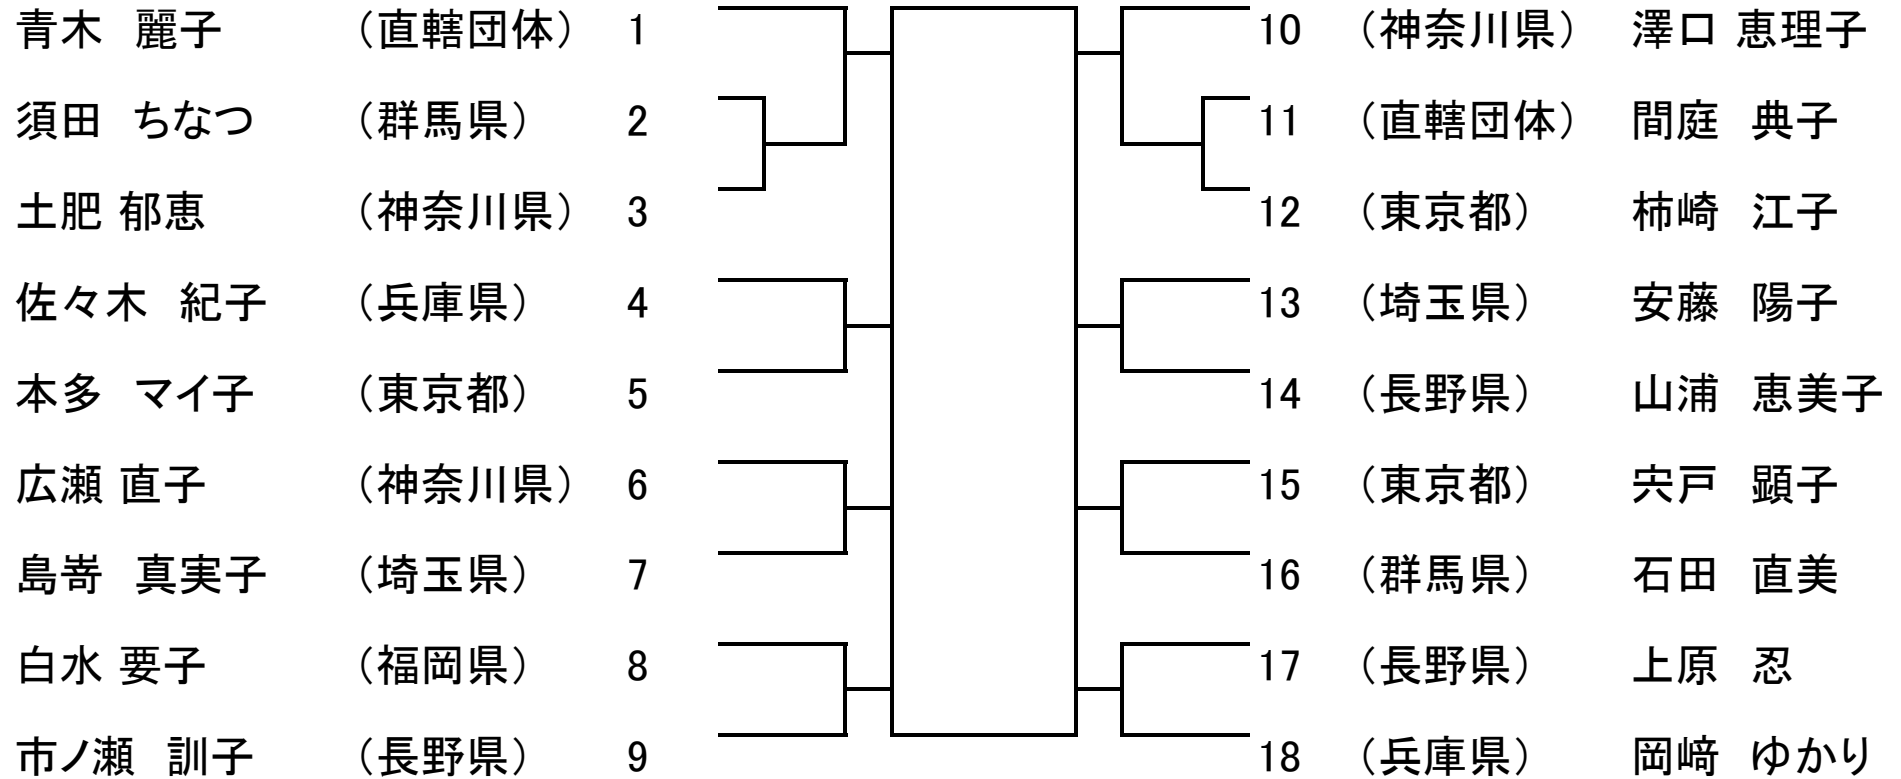 青木　麗子　（直轄団体）　1
須田　ちなつ　（群馬県）　2
土肥 郁恵　（神奈川県）　3
佐々木　紀子　（兵庫県）　4
本多　マイ子　（東京都）　5
広瀬 直子　（神奈川県）　6
島嵜　真実子　（埼玉県）　7
白水 要子　（福岡県）　8
市ノ瀬　訓子　（長野県）　9
10　（神奈川県）　澤口 恵理子
11　（直轄団体）　間庭　典子
12　（東京都）　柿崎　江子
13　（埼玉県）　安藤　陽子
14　（長野県）　山浦　恵美子
15　（東京都）　宍戸　顕子
16　（群馬県）　石田　直美
17　（長野県）　上原　忍
18　（兵庫県）　岡﨑　ゆかり